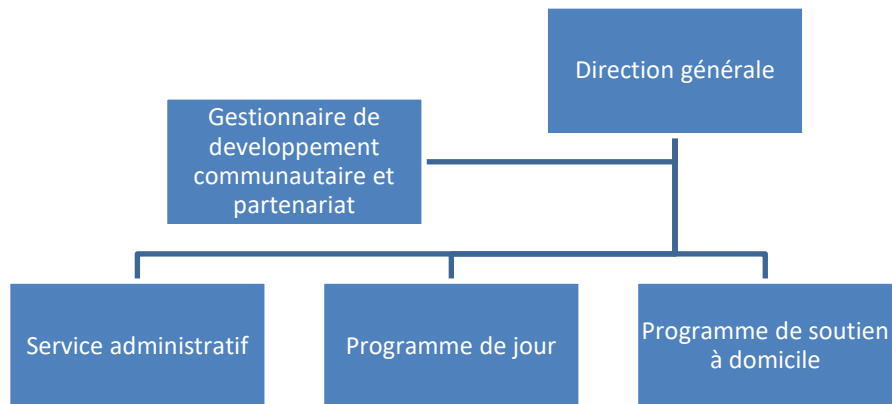 Direction générale
Gestionnaire de
developpement
communautaire et
partenariat
Service administratif
Programme de jour
Programme de soutien
à domicile